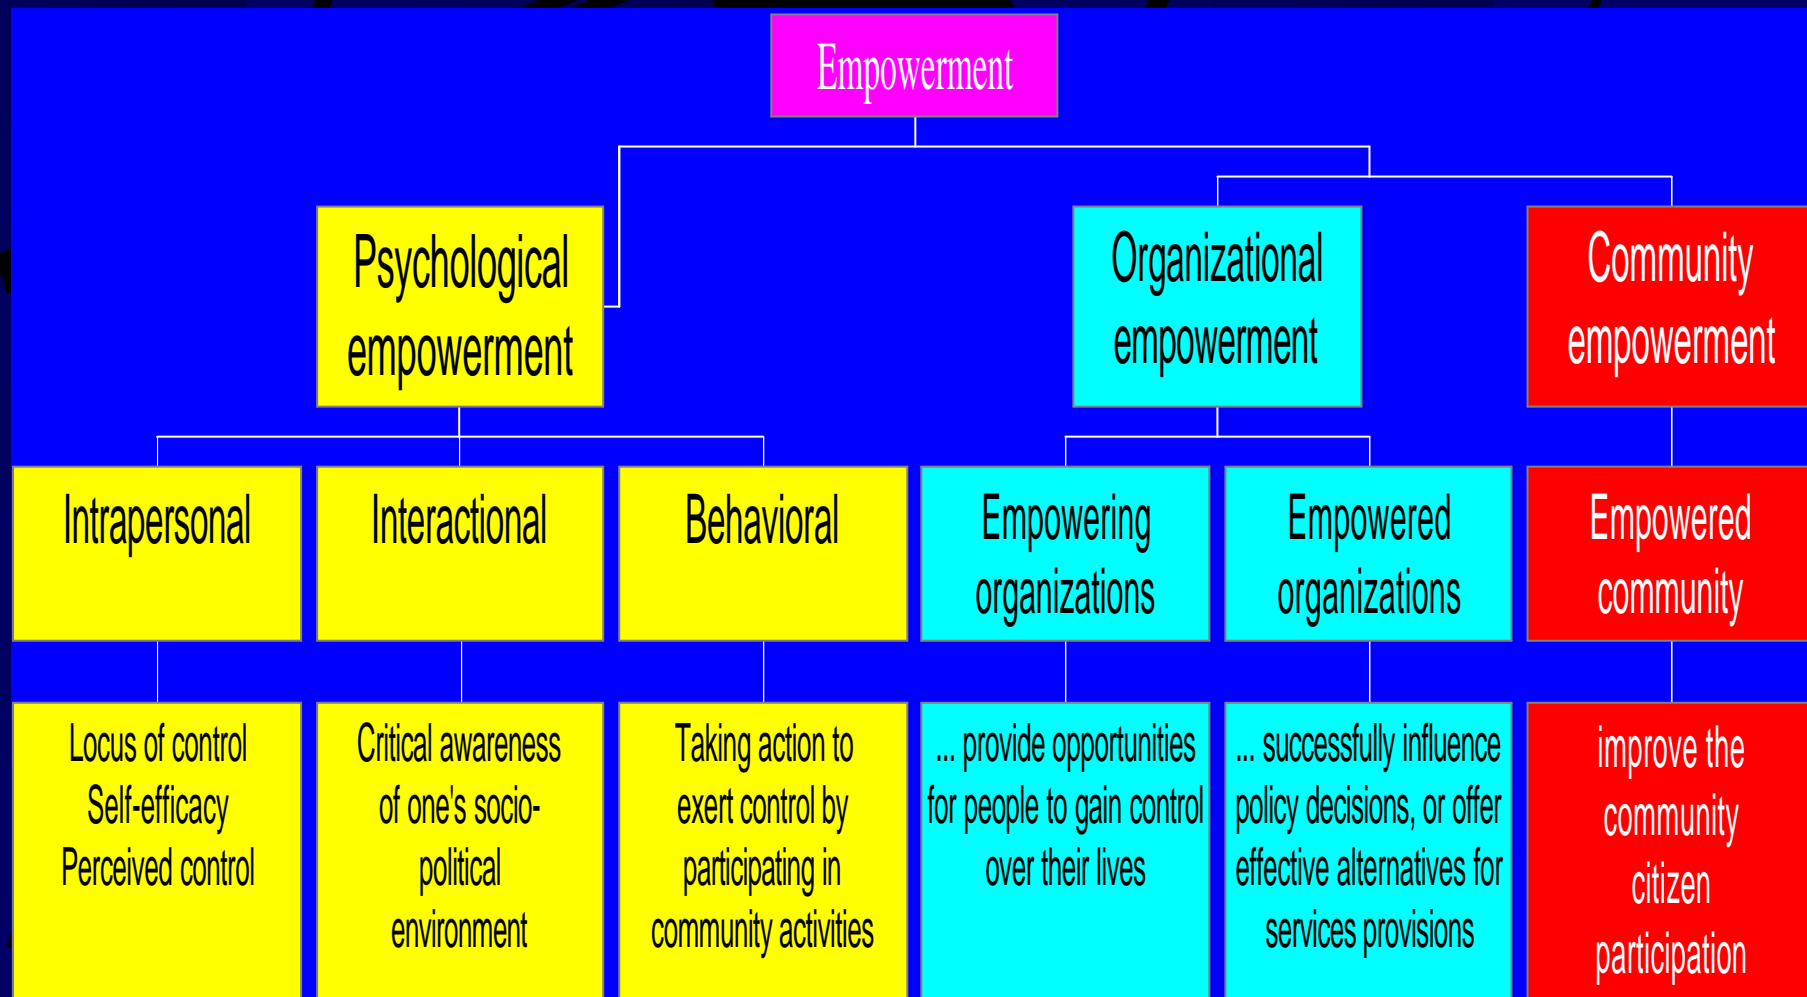 Empowerment
Psychological
empowerment
Organizational
empowerment
Community
empowerment
Intrapersonal
Interactional
Behavioral
Empowering
organizations
Empowered
organizations
Empowered
community
Locus of control
Self-efficacy
Perceived control
Critical awareness
of one's socio-
political
environment
Taking action to
exert control by
participating in
community activities
... provide opportunities
for people to gain control
over their lives
... successfully influence
policy decisions, or offer
effective alternatives for
services provisions
improve the
community
citizen
participation